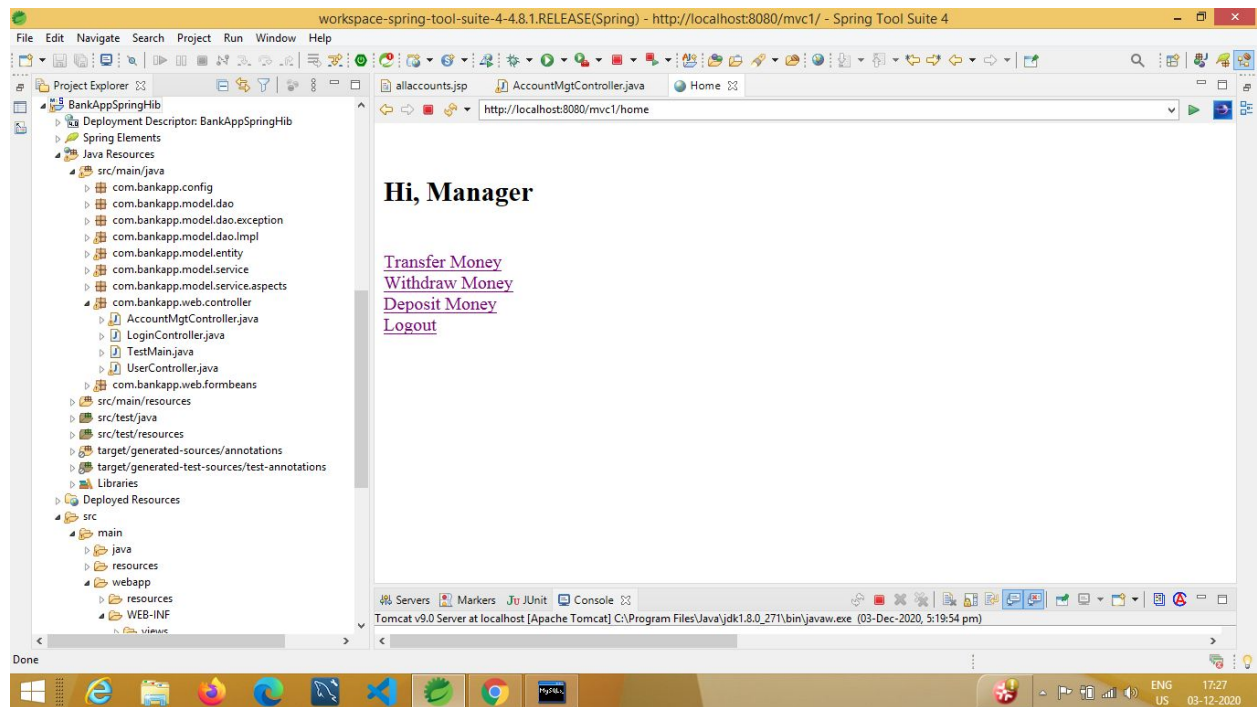 workspace-spring-tool-suite-4-4.8.1.RELEASE(Spring) - http://localhost:8080/mvc1/ - Spring Tool Suite 4
File Edit Navigate Search Project Run Window Help
Project Explorer
allaccounts.jsp AccountMgtController.java Home
http://localhost:8080/mvc1/home
BankAppSpringHib
Deployment Descriptor: BankAppSpringHib
Spring Elements
Java Resources
src/main/java
com.bankapp.config
com.bankapp.model.dao
com.bankapp.model.dao.exception
com.bankapp.model.dao.Impl
com.bankapp.model.entity
com.bankapp.model.service
com.bankapp.model.service.aspects
com.bankapp.web.controller
AccountMgtController.java
LoginController.java
TestMain.java
UserController.java
com.bankapp.web.formbeans
src/main/resources
src/test/java
src/test/resources
target/generated-sources/annotations
target/generated-test-sources/test-annotations
Libraries
Deployed Resources
src
main
java
resources
webapp
resources
WEB-INF
views
Hi, Manager
Transfer Money
Withdraw Money
Deposit Money
Logout
Servers Markers JUnit Console
Tomcat v9.0 Server at localhost [Apache Tomcat] C:\Program Files\Java\jdk1.8.0_271\bin\javaw.exe (03-Dec-2020, 5:19:54 pm)
Done
ENG 17:27
US 03-12-2020